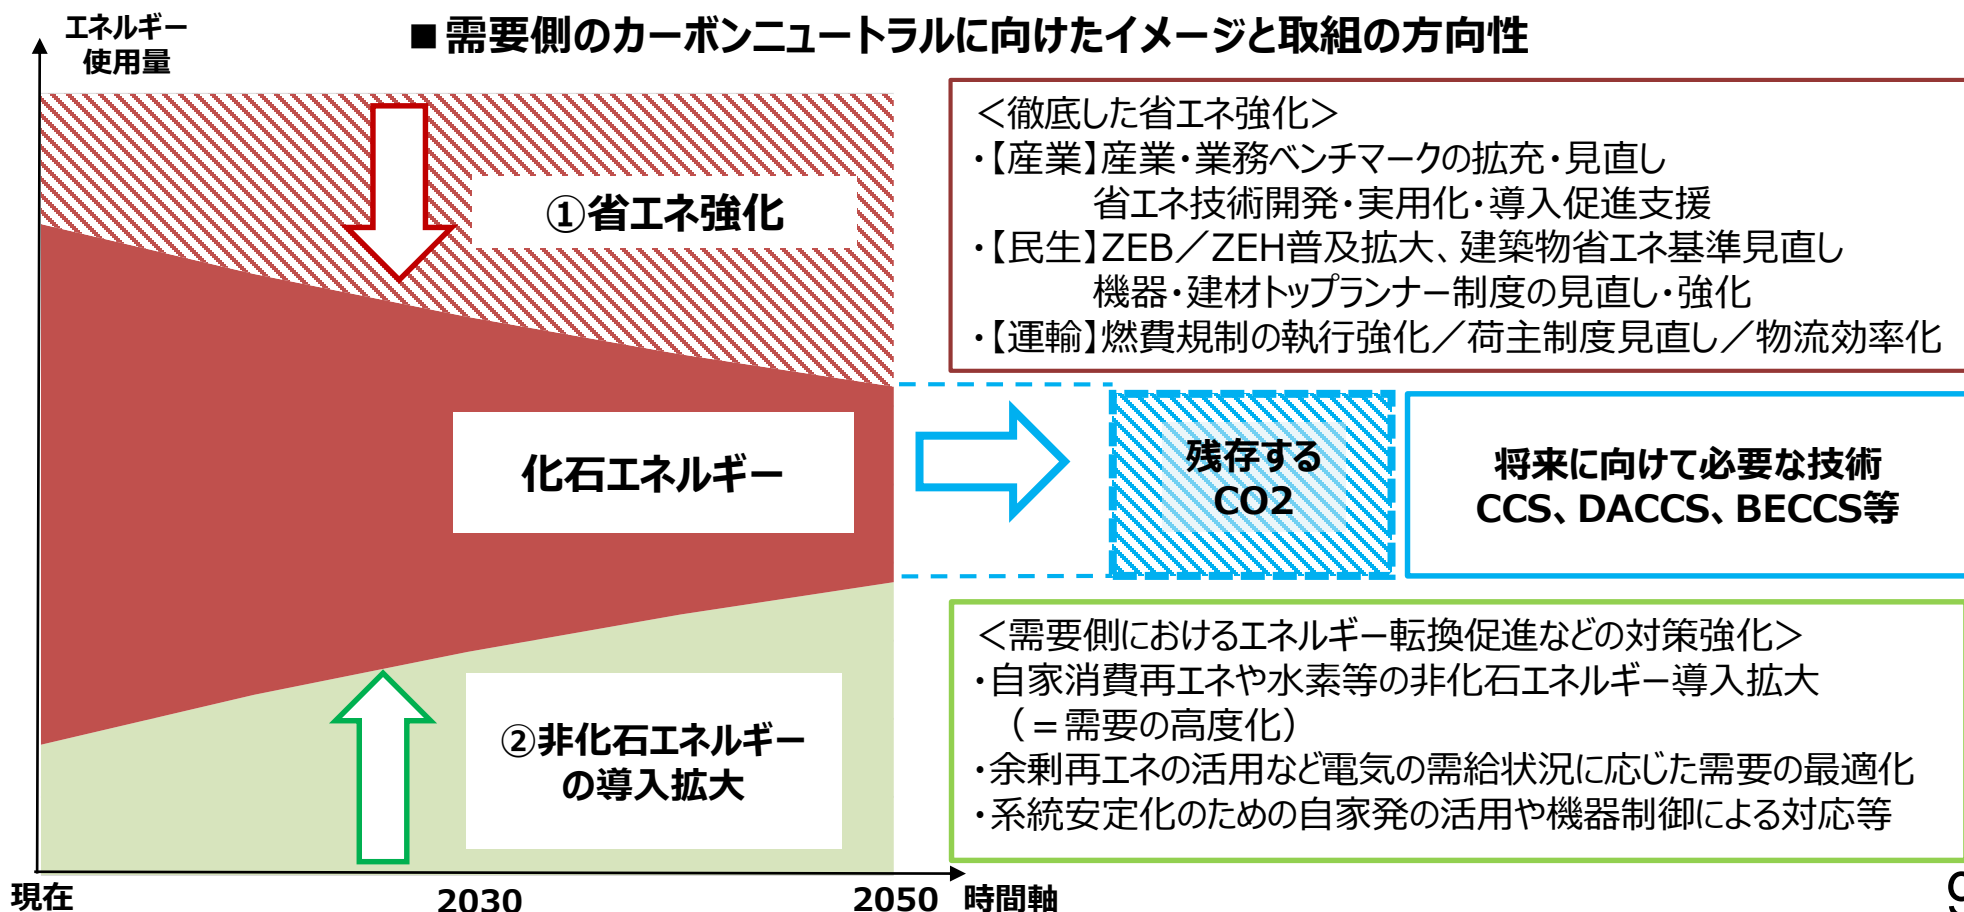 ■需要側のカーボンニュートラルに向けたイメージと取組の方向性
エネルギー
使用量
①省エネ強化
化石エネルギー
②非化石エネルギー
の導入拡大
現在
2030
2050
時間軸
＜徹底した省エネ強化＞
・【産業】産業・業務ベンチマークの拡充・見直し
省エネ技術開発・実用化・導入促進支援
・【民生】ZEB／ZEH普及拡大、建築物省エネ基準見直し
機器・建材トップランナー制度の見直し・強化
・【運輸】燃費規制の執行強化／荷主制度見直し／物流効率化
残存する
CO2
将来に向けて必要な技術
CCS、DACCS、BECCS等
＜需要側におけるエネルギー転換促進などの対策強化＞
・自家消費再エネや水素等の非化石エネルギー導入拡大
（＝需要の高度化）
・余剰再エネの活用など電気の需給状況に応じた需要の最適化
・系統安定化のための自家発の活用や機器制御による対応等